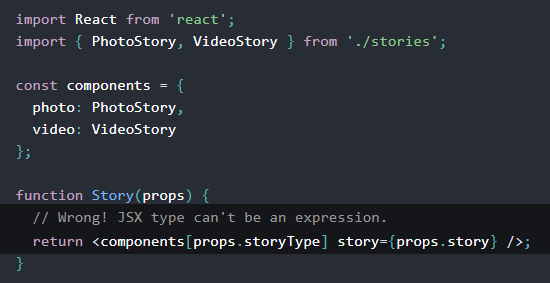 import React from 'react';
import { PhotoStory, VideoStory } from './stories';

const components = {
  photo: PhotoStory,
  video: VideoStory
};

function Story(props) {
  // Wrong! JSX type can't be an expression.
  return <components[props.storyType] story={props.story} />;
}